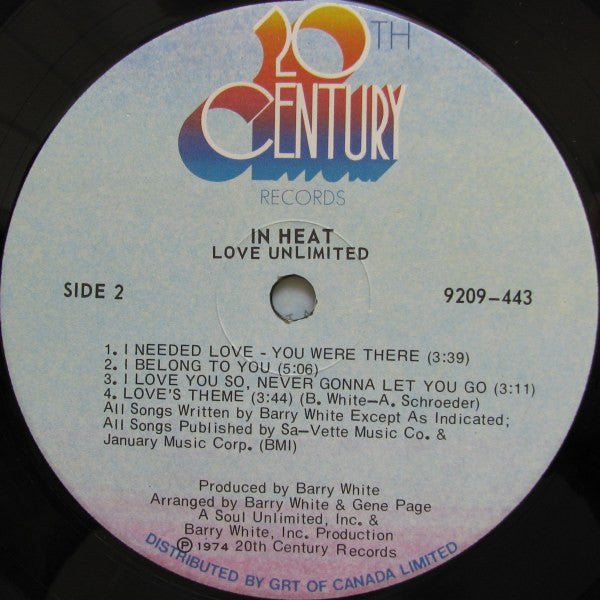 20TH
CENTURY
RECORDS
IN HEAT
LOVE UNLIMITED
SIDE 2
9209-443
1. I NEEDED LOVE - YOU WERE THERE (3:39)
2. I BELONG TO YOU (5:06)
3. I LOVE YOU SO, NEVER GONNA LET YOU GO (3:11)
4. LOVE'S THEME (3:44) (B. White-A. Schroeder)
All Songs Written by Barry White Except As Indicated;
All Songs Published by Sa-Vette Music Co. &
January Music Corp. (BMI)
Produced by Barry White
Arranged by Barry White & Gene Page
A Soul Unlimited, Inc. &
Barry White, Inc. Production
Ⓟ 1974 20th Century Records
DISTRIBUTED BY GRT OF CANADA LIMITED